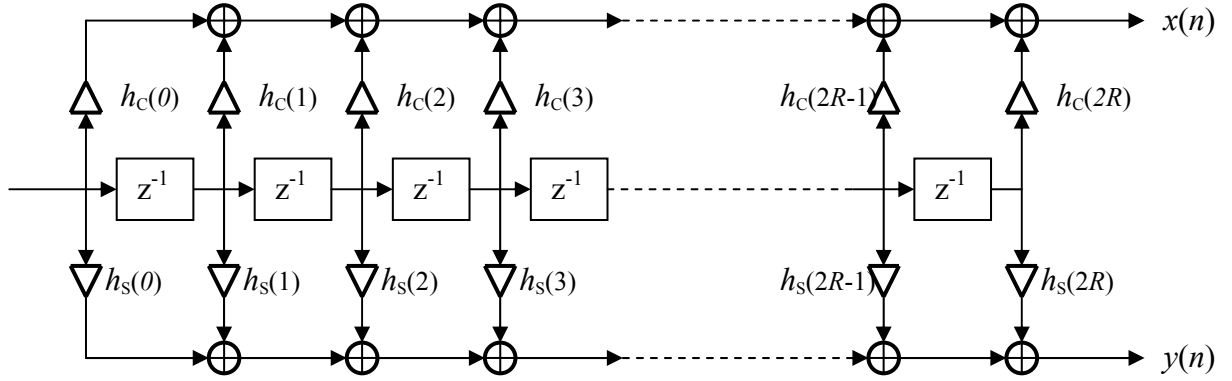 x(n)
h_C(0) h_C(1) h_C(2) h_C(3) h_C(2R-1) h_C(2R)
z⁻¹ z⁻¹ z⁻¹ z⁻¹ z⁻¹
h_S(0) h_S(1) h_S(2) h_S(3) h_S(2R-1) h_S(2R)
y(n)